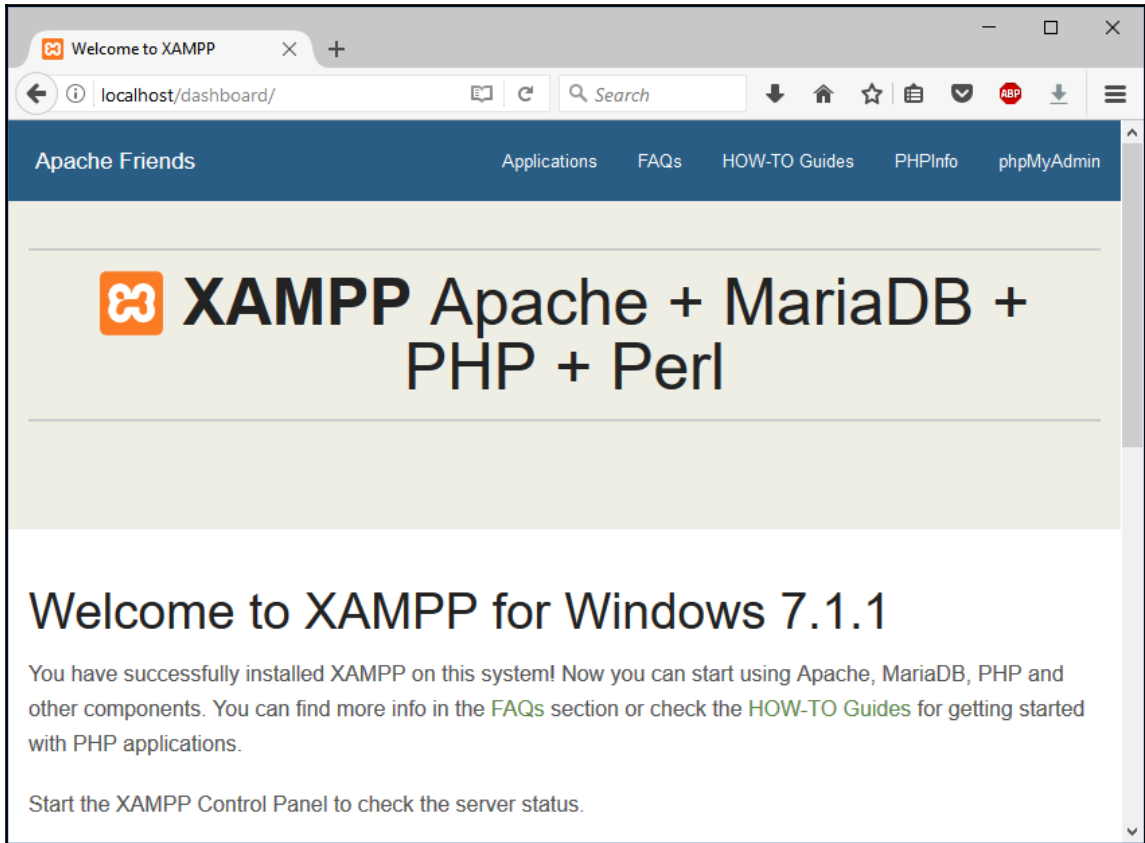 Welcome to XAMPP
localhost/dashboard/
Search
ABP
Apache Friends
Applications
FAQs
HOW-TO Guides
PHPInfo
phpMyAdmin
XAMPP Apache + MariaDB +
PHP + Perl
Welcome to XAMPP for Windows 7.1.1
You have successfully installed XAMPP on this system! Now you can start using Apache, MariaDB, PHP and
other components. You can find more info in the FAQs section or check the HOW-TO Guides for getting started
with PHP applications.
Start the XAMPP Control Panel to check the server status.